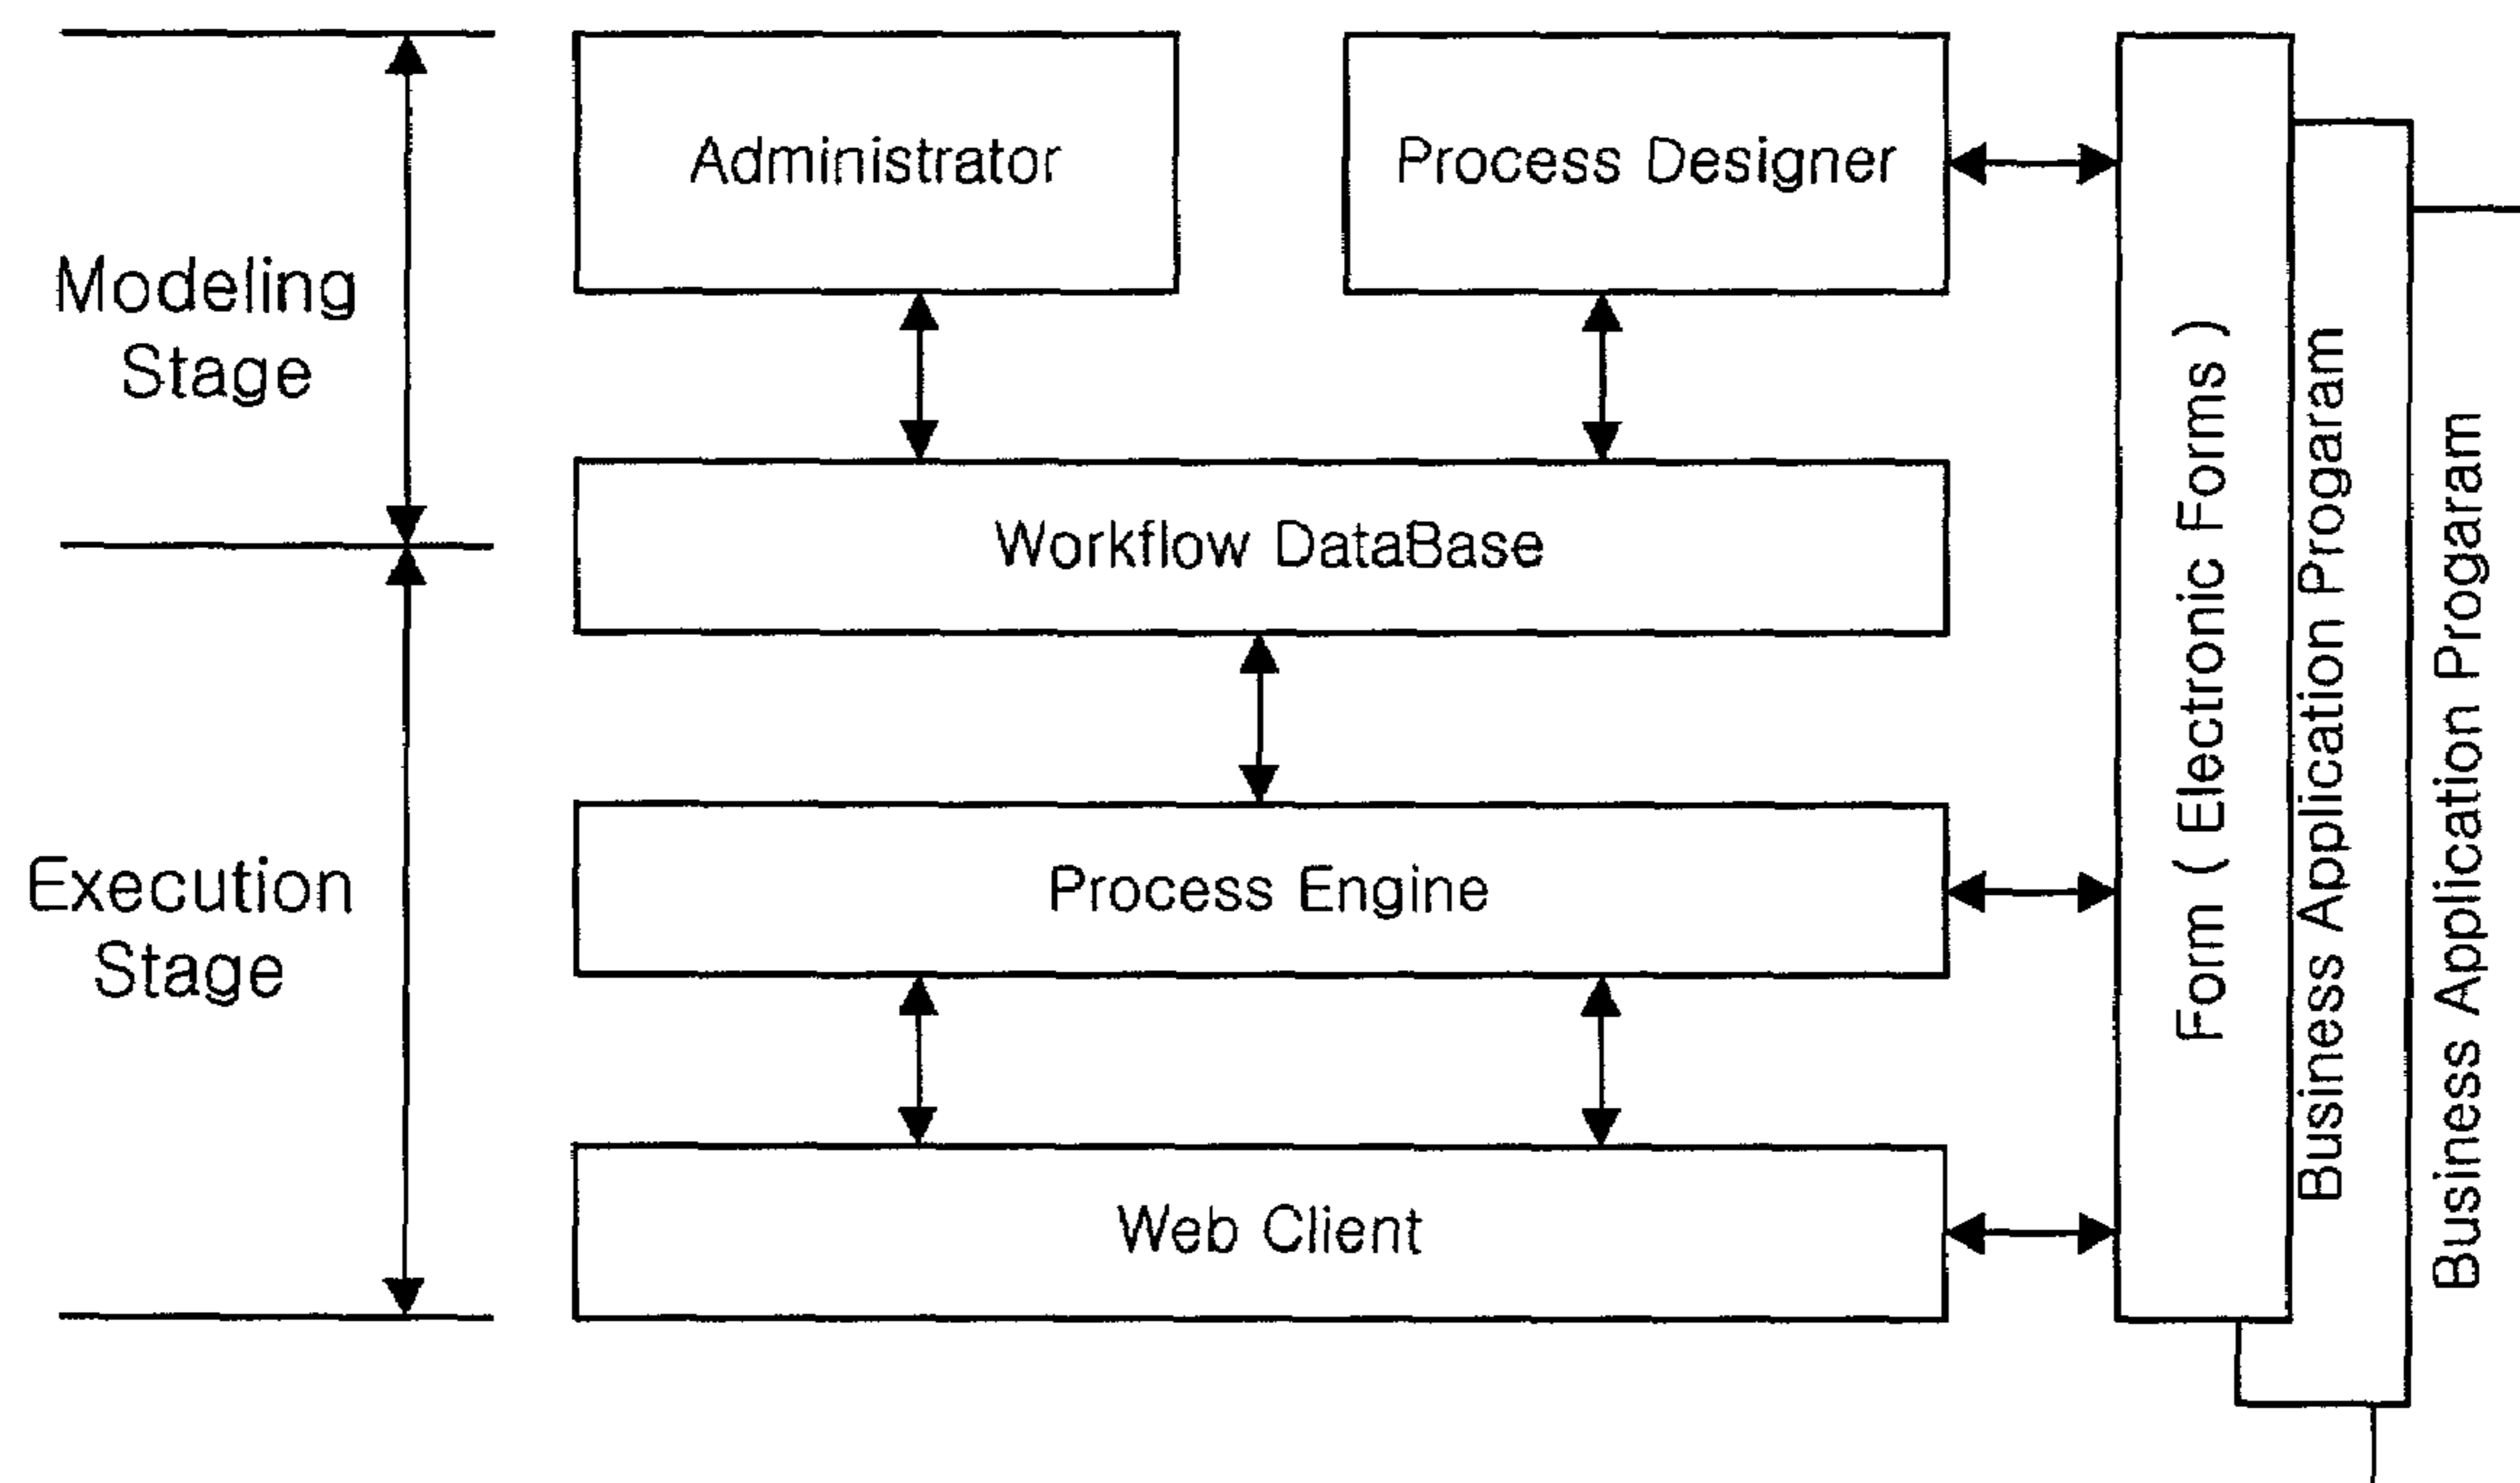 Administrator
Process Designer
Modeling
Stage
Workflow DataBase
Execution
Stage
Process Engine
Web Client
Form ( Electronic Forms )
Business Application Progaram
Business Application Progaram